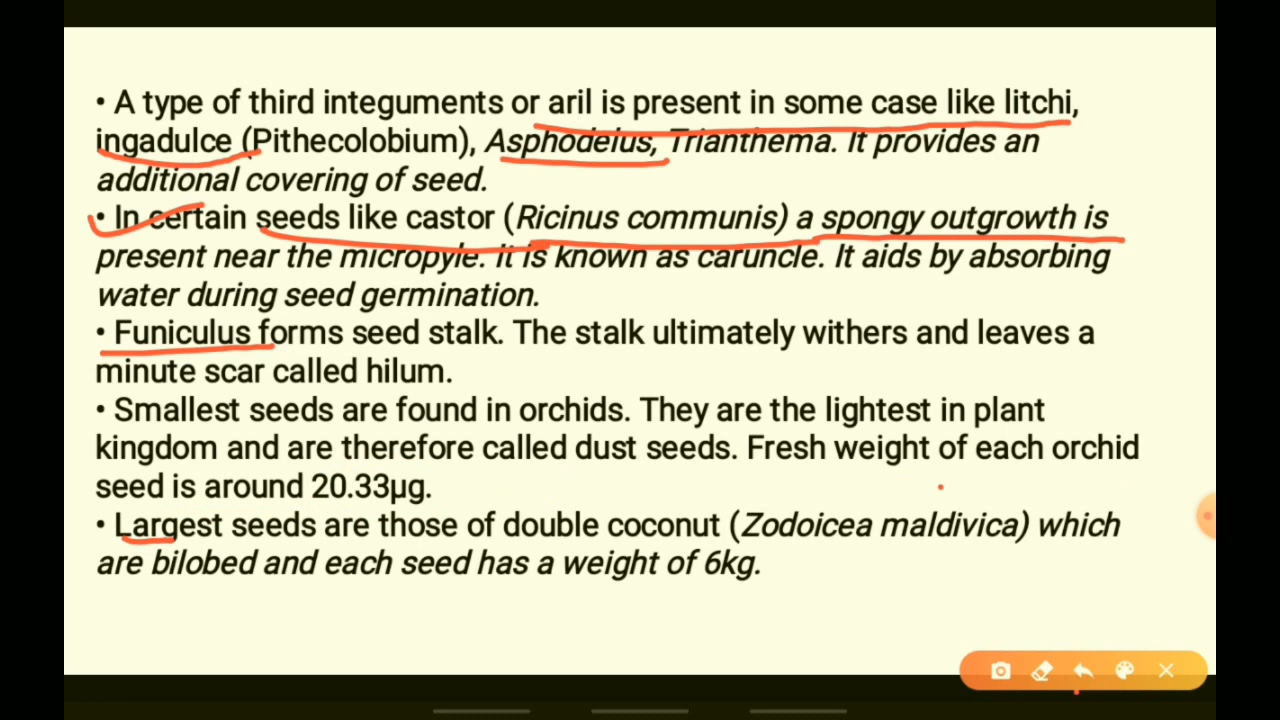 • A type of third integuments or aril is present in some case like litchi,
ingadulce (Pithecolobium), Asphodelus, Trianthema. It provides an
additional covering of seed.
• In certain seeds like castor (Ricinus communis) a spongy outgrowth is
present near the micropyle. It is known as caruncle. It aids by absorbing
water during seed germination.
• Funiculus forms seed stalk. The stalk ultimately withers and leaves a
minute scar called hilum.
• Smallest seeds are found in orchids. They are the lightest in plant
kingdom and are therefore called dust seeds. Fresh weight of each orchid
seed is around 20.33µg.
• Largest seeds are those of double coconut (Zodoicea maldivica) which
are bilobed and each seed has a weight of 6kg.